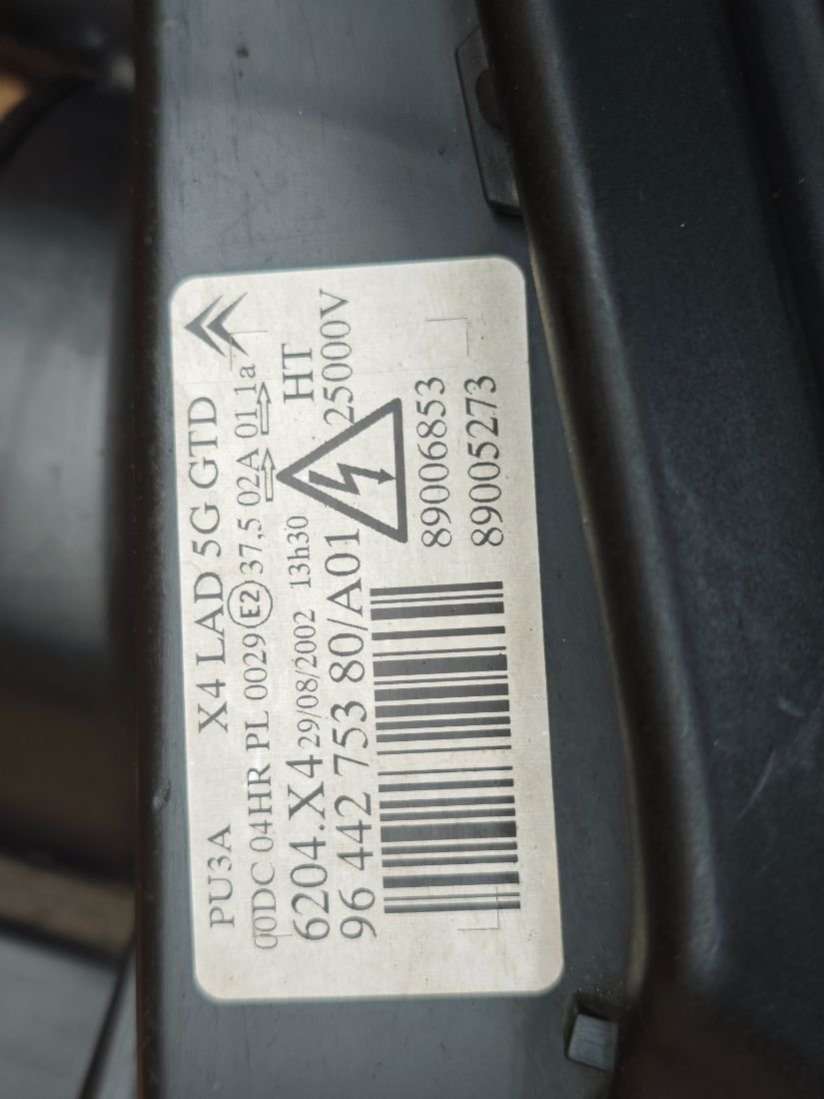 PU3A X4 LAD 5G GTD
00DC 04HR PL 0029 E2 37,5 02A 01 1a
6204.X4 29/08/2002 13h30 HT
96 442 753 80/A01 25000V
89006853
89005273